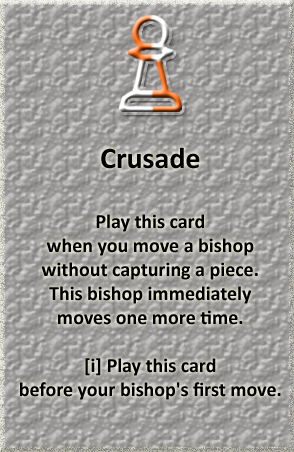 Crusade
Play this card
when you move a bishop
without capturing a piece.
This bishop immediately
moves one more time.
[i] Play this card
before your bishop's first move.